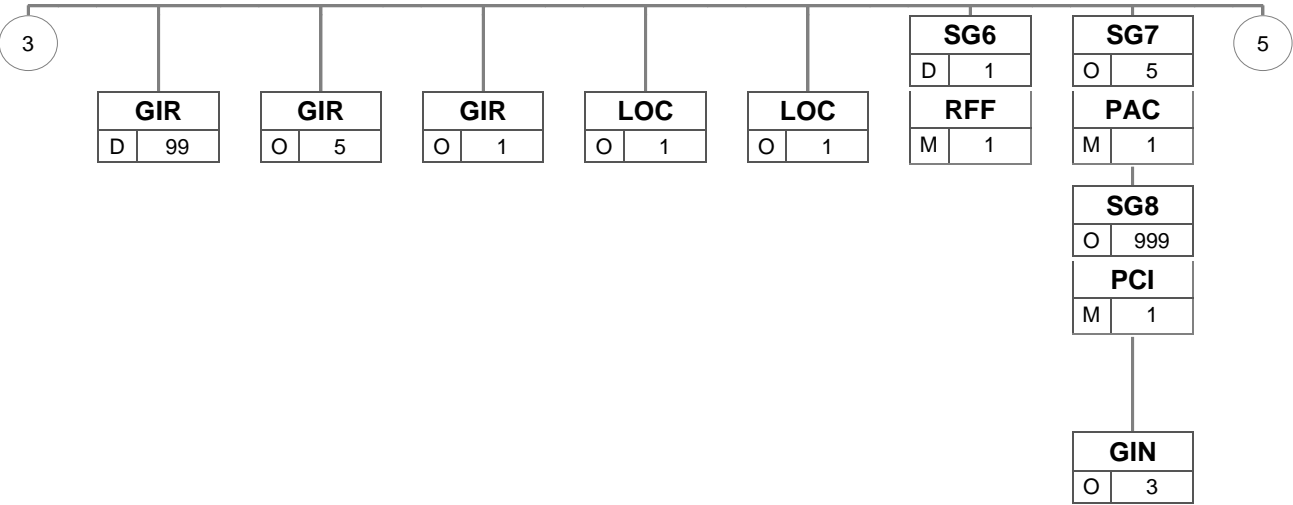 3
GIR
D 99
GIR
O 5
GIR
O 1
LOC
O 1
LOC
O 1
SG6
D 1
RFF
M 1
SG7
O 5
PAC
M 1
SG8
O 999
PCI
M 1
GIN
O 3
5